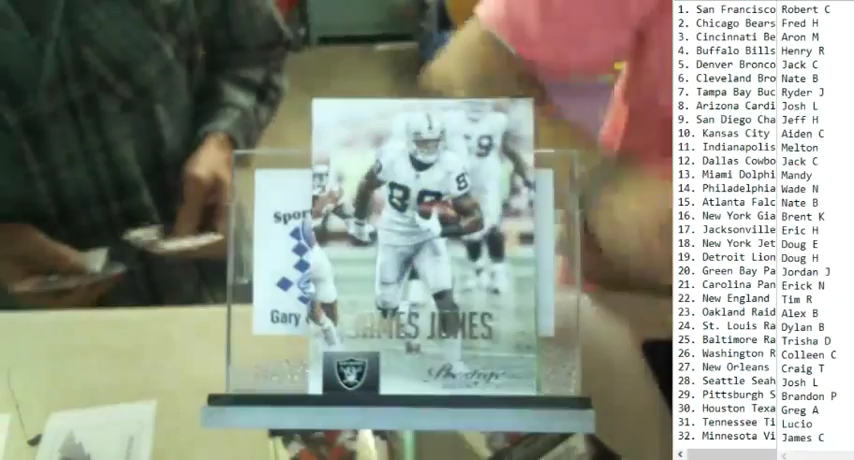 1. San Francisco Robert C
2. Chicago Bears Fred H
3. Cincinnati Be Aron M
4. Buffalo Bills Henry R
5. Denver Bronco Jack C
6. Cleveland Bro Nate B
7. Tampa Bay Buc Ryder J
8. Arizona Cardi Josh L
9. San Diego Cha Jeff H
10. Kansas City Aiden C
11. Indianapolis Melton
12. Dallas Cowbo Jack C
13. Miami Dolphi Mandy
14. Philadelphia Wade N
15. Atlanta Falc Nate B
16. New York Gia Brent K
17. Jacksonville Eric H
18. New York Jet Doug E
19. Detroit Lion Doug H
20. Green Bay Pa Jordan J
21. Carolina Pan Erick N
22. New England Tim R
23. Oakland Raid Alex B
24. St. Louis Ra Dylan B
25. Baltimore Ra Trisha D
26. Washington R Colleen C
27. New Orleans Craig T
28. Seattle Seah Josh L
29. Pittsburgh S Brandon P
30. Houston Texa Greg A
31. Tennessee Ti Lucio
32. Minnesota Vi James C
Spor
Gary
89
JAMES JONES
WR
Prestige